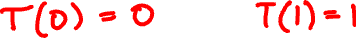 T(0) = 0 T(1) = 1